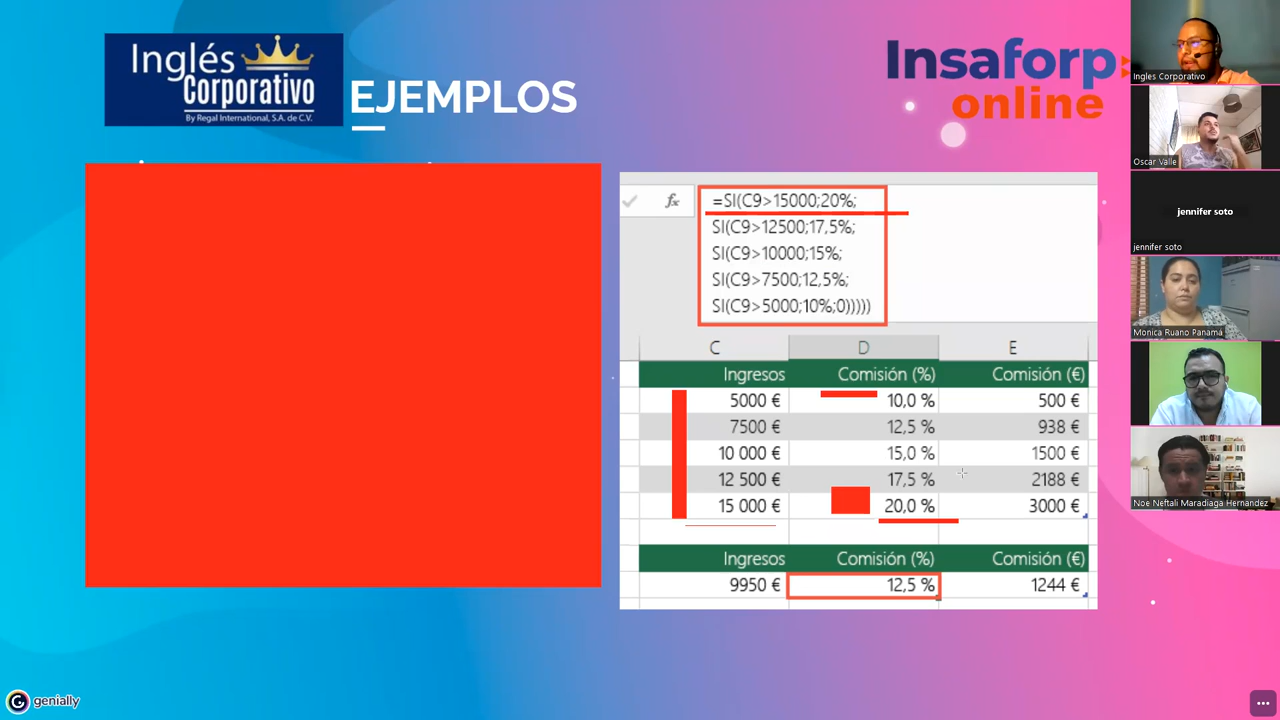 Inglés
Corporativo
By Regal International, S.A. de C.V.
EJEMPLOS
Insaforp
online
fx
=SI(C9>15000;20%;
SI(C9>12500;17,5%;
SI(C9>10000;15%;
SI(C9>7500;12,5%;
SI(C9>5000;10%;0)))))
C D E
Ingresos Comisión (%) Comisión (€)
5000 € 10,0 % 500 €
7500 € 12,5 % 938 €
10 000 € 15,0 % 1500 €
12 500 € 17,5 % 2188 €
15 000 € 20,0 % 3000 €
Ingresos Comisión (%) Comisión (€)
9950 € 12,5 % 1244 €
Ingles Corporativo
Oscar Valle
jennifer soto
jennifer soto
Monica Ruano Panamá
Noe Neftali Maradiaga Hernandez
genially